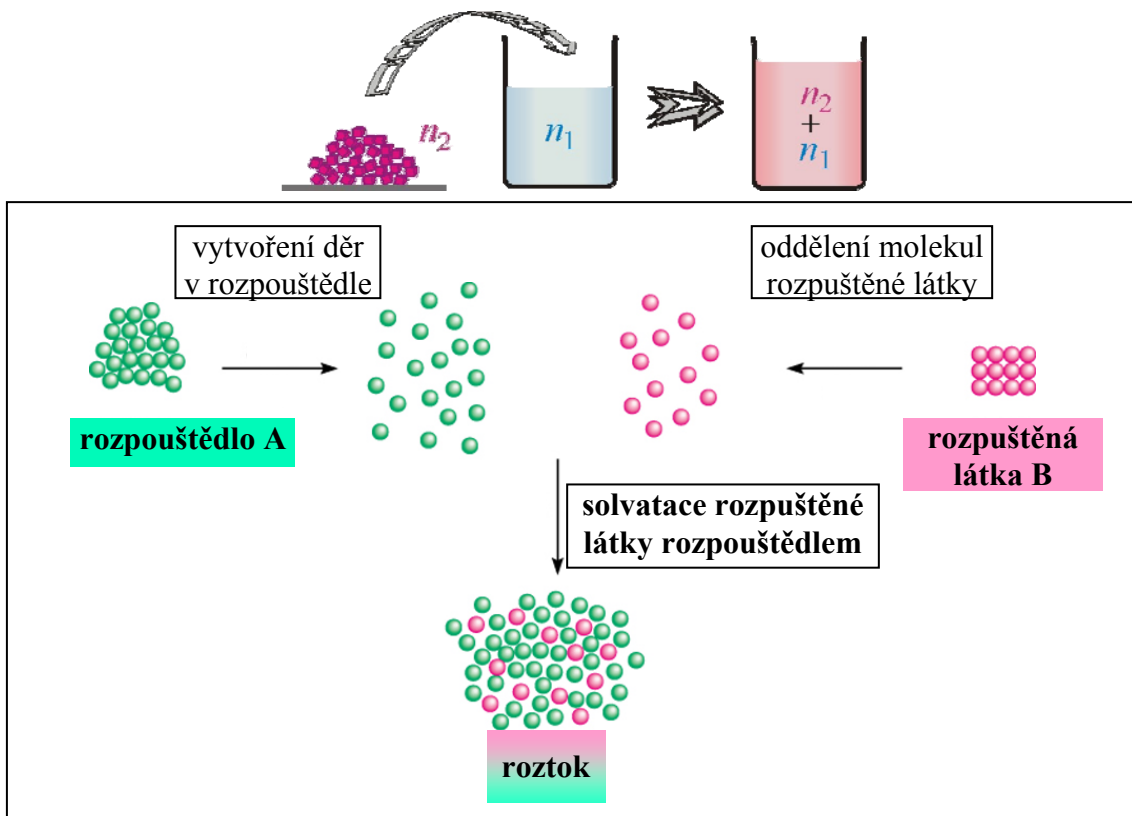 n₂
n₁
n₂
+
n₁
vytvoření děr
v rozpouštědle
oddělení molekul
rozpuštěné látky
rozpouštědlo A
rozpuštěná
látka B
solvatace rozpuštěné
látky rozpouštědlem
roztok